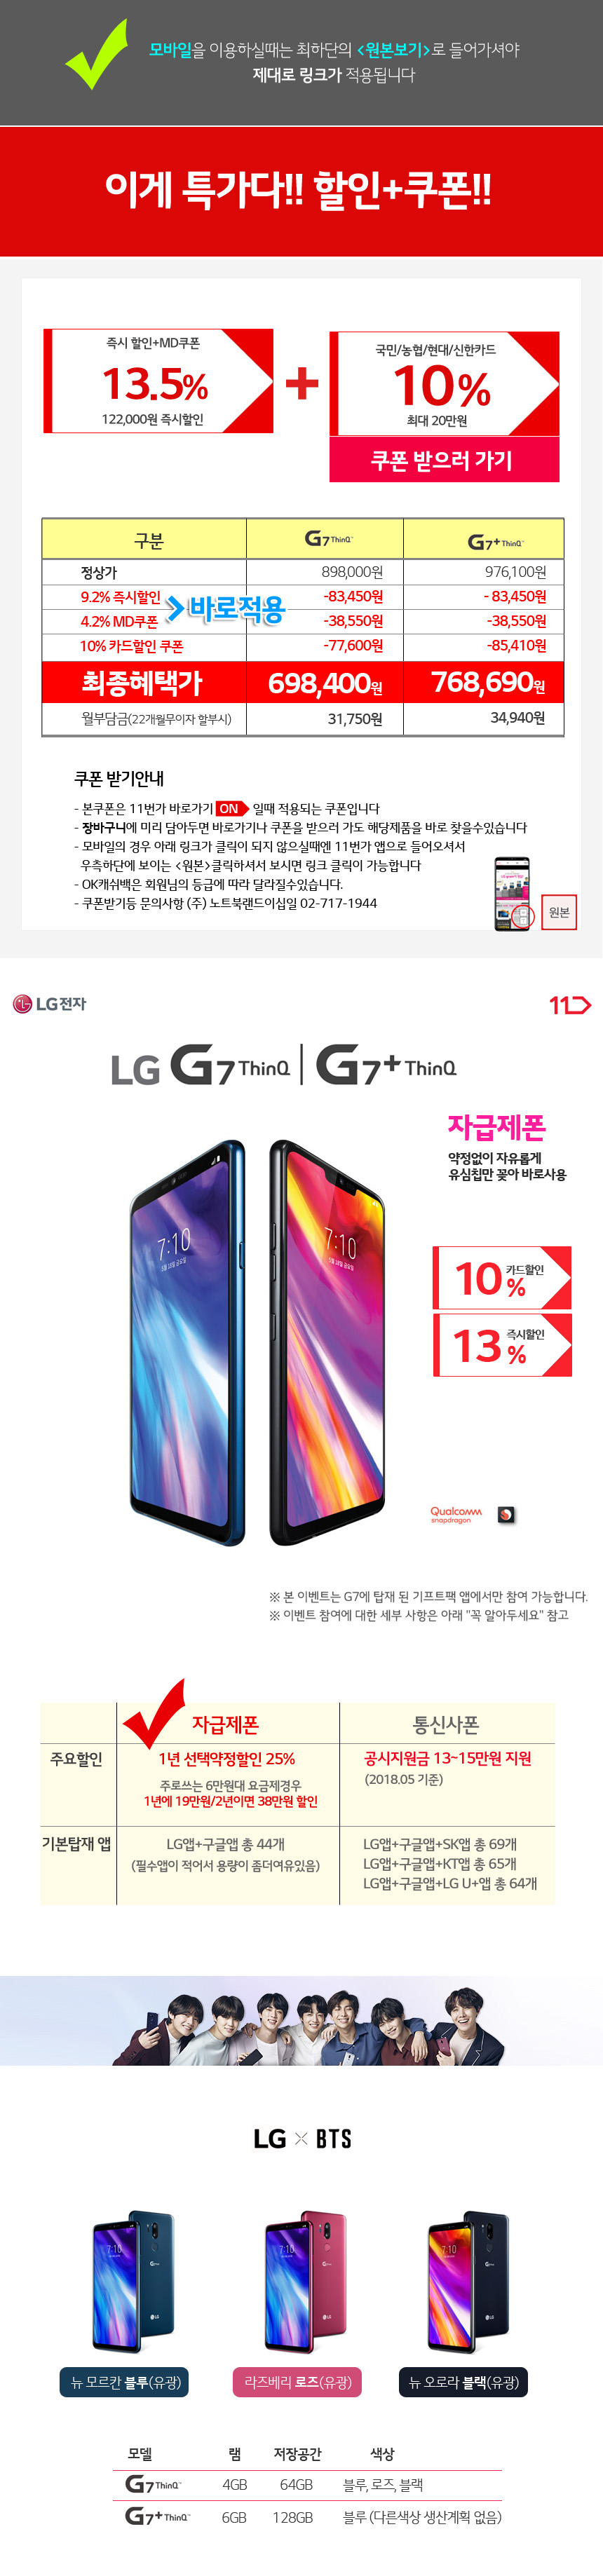 모바일을 이용하실때는 최하단의 <원본보기>로 들어가셔야
제대로 링크가 적용됩니다
이게 특가다!! 할인+쿠폰!!
즉시 할인+MD쿠폰
13.5%
122,000원 즉시할인
+
국민/농협/현대/신한카드
10%
최대 20만원
쿠폰 받으러 가기
구분 G7 ThinQ G7+ ThinQ
정상가 898,000원 976,100원
9.2% 즉시할인 -83,450원 - 83,450원
> 바로적용
4.2% MD쿠폰 -38,550원 -38,550원
10% 카드할인 쿠폰 -77,600원 -85,410원
최종혜택가 698,400원 768,690원
월부담금(22개월무이자 할부시) 31,750원 34,940원
쿠폰 받기안내
- 본쿠폰은 11번가 바로가기 ON 일때 적용되는 쿠폰입니다
- 장바구니에 미리 담아두면 바로가기나 쿠폰을 받으러 가도 해당제품을 바로 찾을수있습니다
- 모바일의 경우 아래 링크가 클릭이 되지 않으실때엔 11번가 앱으로 들어오셔서
우측하단에 보이는 <원본>클릭하셔서 보시면 링크 클릭이 가능합니다
- OK캐쉬백은 회원님의 등급에 따라 달라질수있습니다.
- 쿠폰받기등 문의사항 (주) 노트북랜드이십일 02-717-1944
원본
LG전자
11
LG G7 ThinQ | G7+ ThinQ
자급제폰
약정없이 자유롭게
유심칩만 꽂아 바로사용
7:10
5월 18일 금요일
7:10
5월 18일 금요일
10% 카드할인
13% 즉시할인
Qualcomm
snapdragon
※ 본 이벤트는 G7에 탑재 된 기프트팩 앱에서만 참여 가능합니다.
※ 이벤트 참여에 대한 세부 사항은 아래 "꼭 알아두세요" 참고
자급제폰 통신사폰
주요할인 1년 선택약정할인 25% 공시지원금 13~15만원 지원
(2018.05 기준)
주로쓰는 6만원대 요금제경우
1년에 19만원/2년이면 38만원 할인
기본탑재 앱 LG앱+구글앱 총 44개 LG앱+구글앱+SK앱 총 69개
(필수앱이 적어서 용량이 좀더여유있음) LG앱+구글앱+KT앱 총 65개
LG앱+구글앱+LG U+앱 총 64개
LG × BTS
7:10
7:10
7:10
뉴 모르칸 블루(유광)
라즈베리 로즈(유광)
뉴 오로라 블랙(유광)
모델 램 저장공간 색상
G7 ThinQ 4GB 64GB 블루, 로즈, 블랙
G7+ ThinQ 6GB 128GB 블루 (다른색상 생산계획 없음)